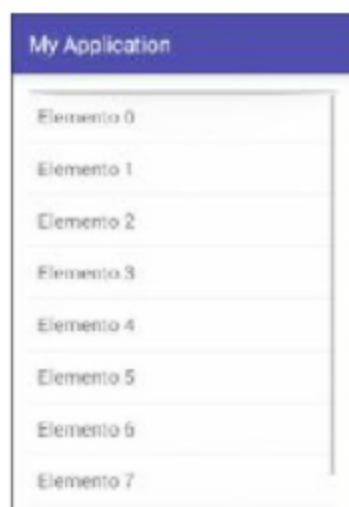 My Application
Elemento 0
Elemento 1
Elemento 2
Elemento 3
Elemento 4
Elemento 5
Elemento 6
Elemento 7